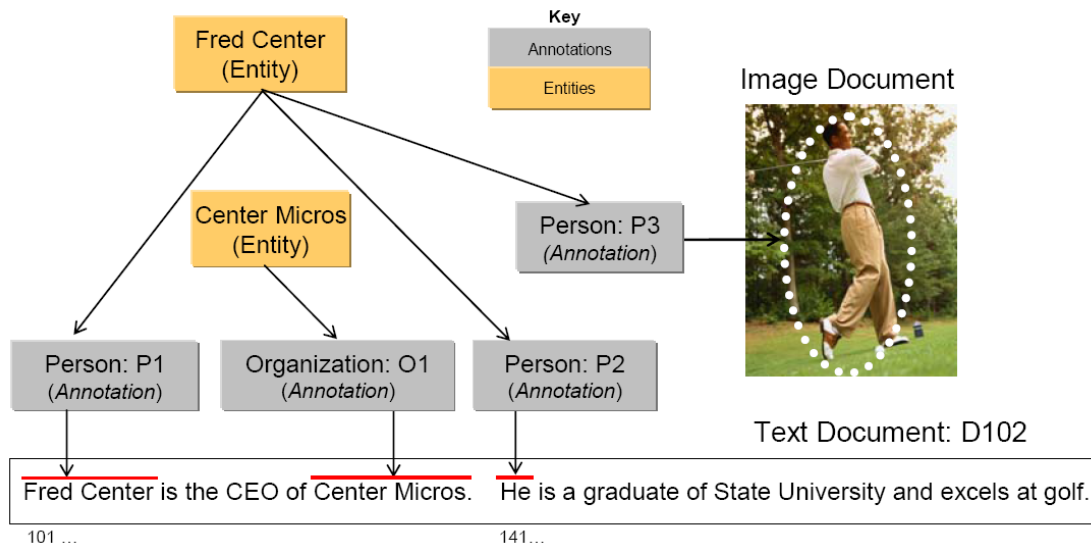 Key
Annotations
Entities
Fred Center
(Entity)
Image Document
Center Micros
(Entity)
Person: P3
(Annotation)
Person: P1
(Annotation)
Organization: O1
(Annotation)
Person: P2
(Annotation)
Text Document: D102
Fred Center is the CEO of Center Micros. He is a graduate of State University and excels at golf.
101 ... 141...